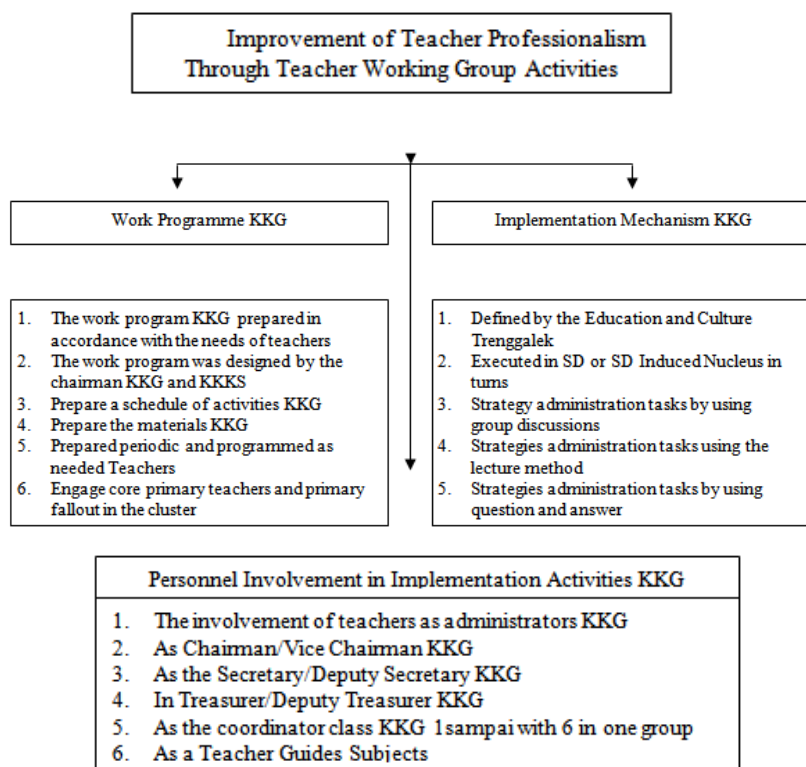 Improvement of Teacher Professionalism
Through Teacher Working Group Activities
Work Programme KKG
Implementation Mechanism KKG
1. The work program KKG prepared in
accordance with the needs of teachers
2. The work program was designed by the
chairman KKG and KKKS
3. Prepare a schedule of activities KKG
4. Prepare the materials KKG
5. Prepared periodic and programmed as
needed Teachers
6. Engage core primary teachers and primary
fallout in the cluster
1. Defined by the Education and Culture
Trenggalek
2. Executed in SD or SD Induced Nucleus in
turns
3. Strategy administration tasks by using
group discussions
4. Strategies administration tasks using the
lecture method
5. Strategies administration tasks by using
question and answer
Personnel Involvement in Implementation Activities KKG
1. The involvement of teachers as administrators KKG
2. As Chairman/Vice Chairman KKG
3. As the Secretary/Deputy Secretary KKG
4. In Treasurer/Deputy Treasurer KKG
5. As the coordinator class KKG 1sampai with 6 in one group
6. As a Teacher Guides Subjects